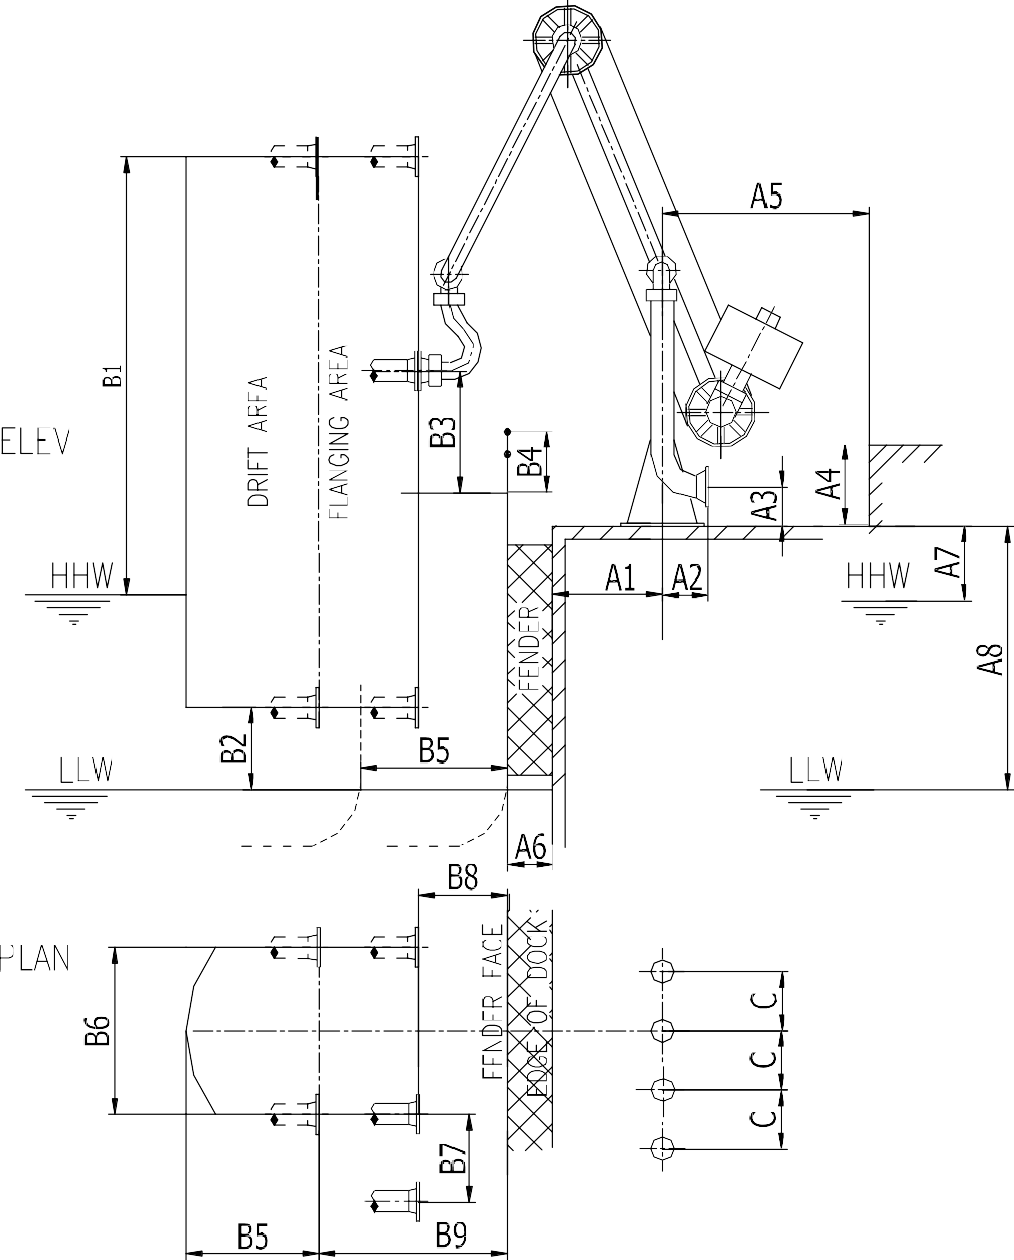 A5
B1
DRIFT AREA
FLANGING AREA
ELEV
B3
B4
A4
A3
HHW
A1
A2
HHW
A7
FENDER
A8
B2
B5
LLW
LLW
A6
B8
PLAN
FENDER FACE
EDGE OF DOCK
B6
C
C
C
B7
B5
B9